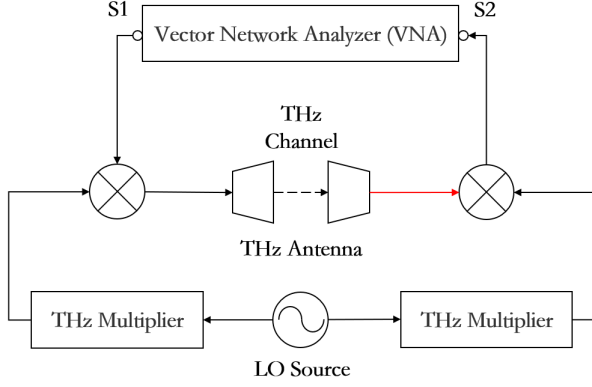 S1
S2
Vector Network Analyzer (VNA)
THz
Channel
THz Antenna
THz Multiplier
THz Multiplier
LO Source